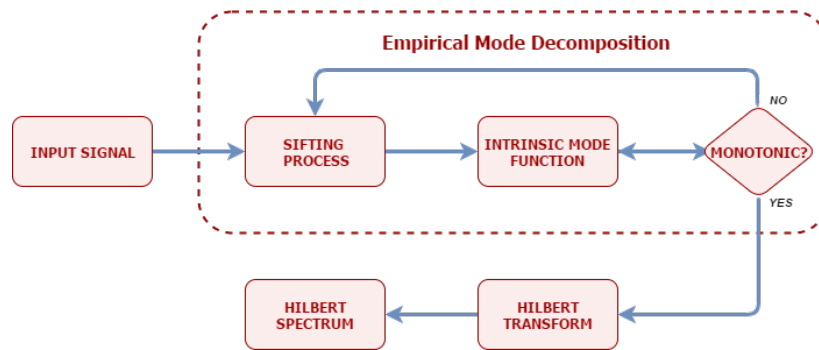 Empirical Mode Decomposition
NO
INPUT SIGNAL
SIFTING
PROCESS
INTRINSIC MODE
FUNCTION
MONOTONIC?
YES
HILBERT
SPECTRUM
HILBERT
TRANSFORM